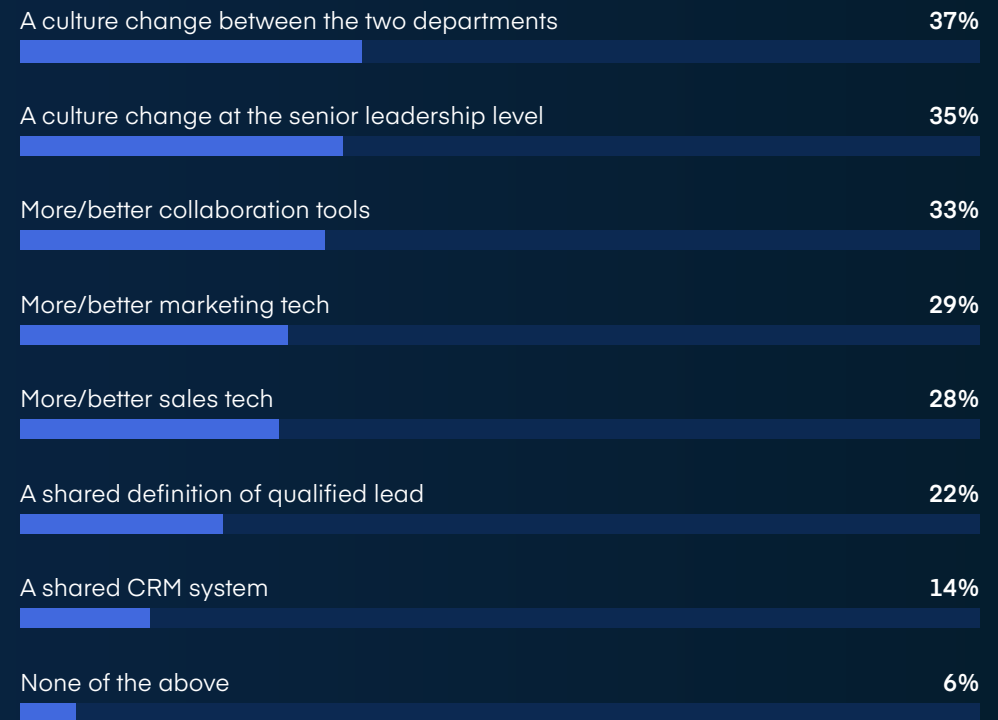 A culture change between the two departments 37%
A culture change at the senior leadership level 35%
More/better collaboration tools 33%
More/better marketing tech 29%
More/better sales tech 28%
A shared definition of qualified lead 22%
A shared CRM system 14%
None of the above 6%